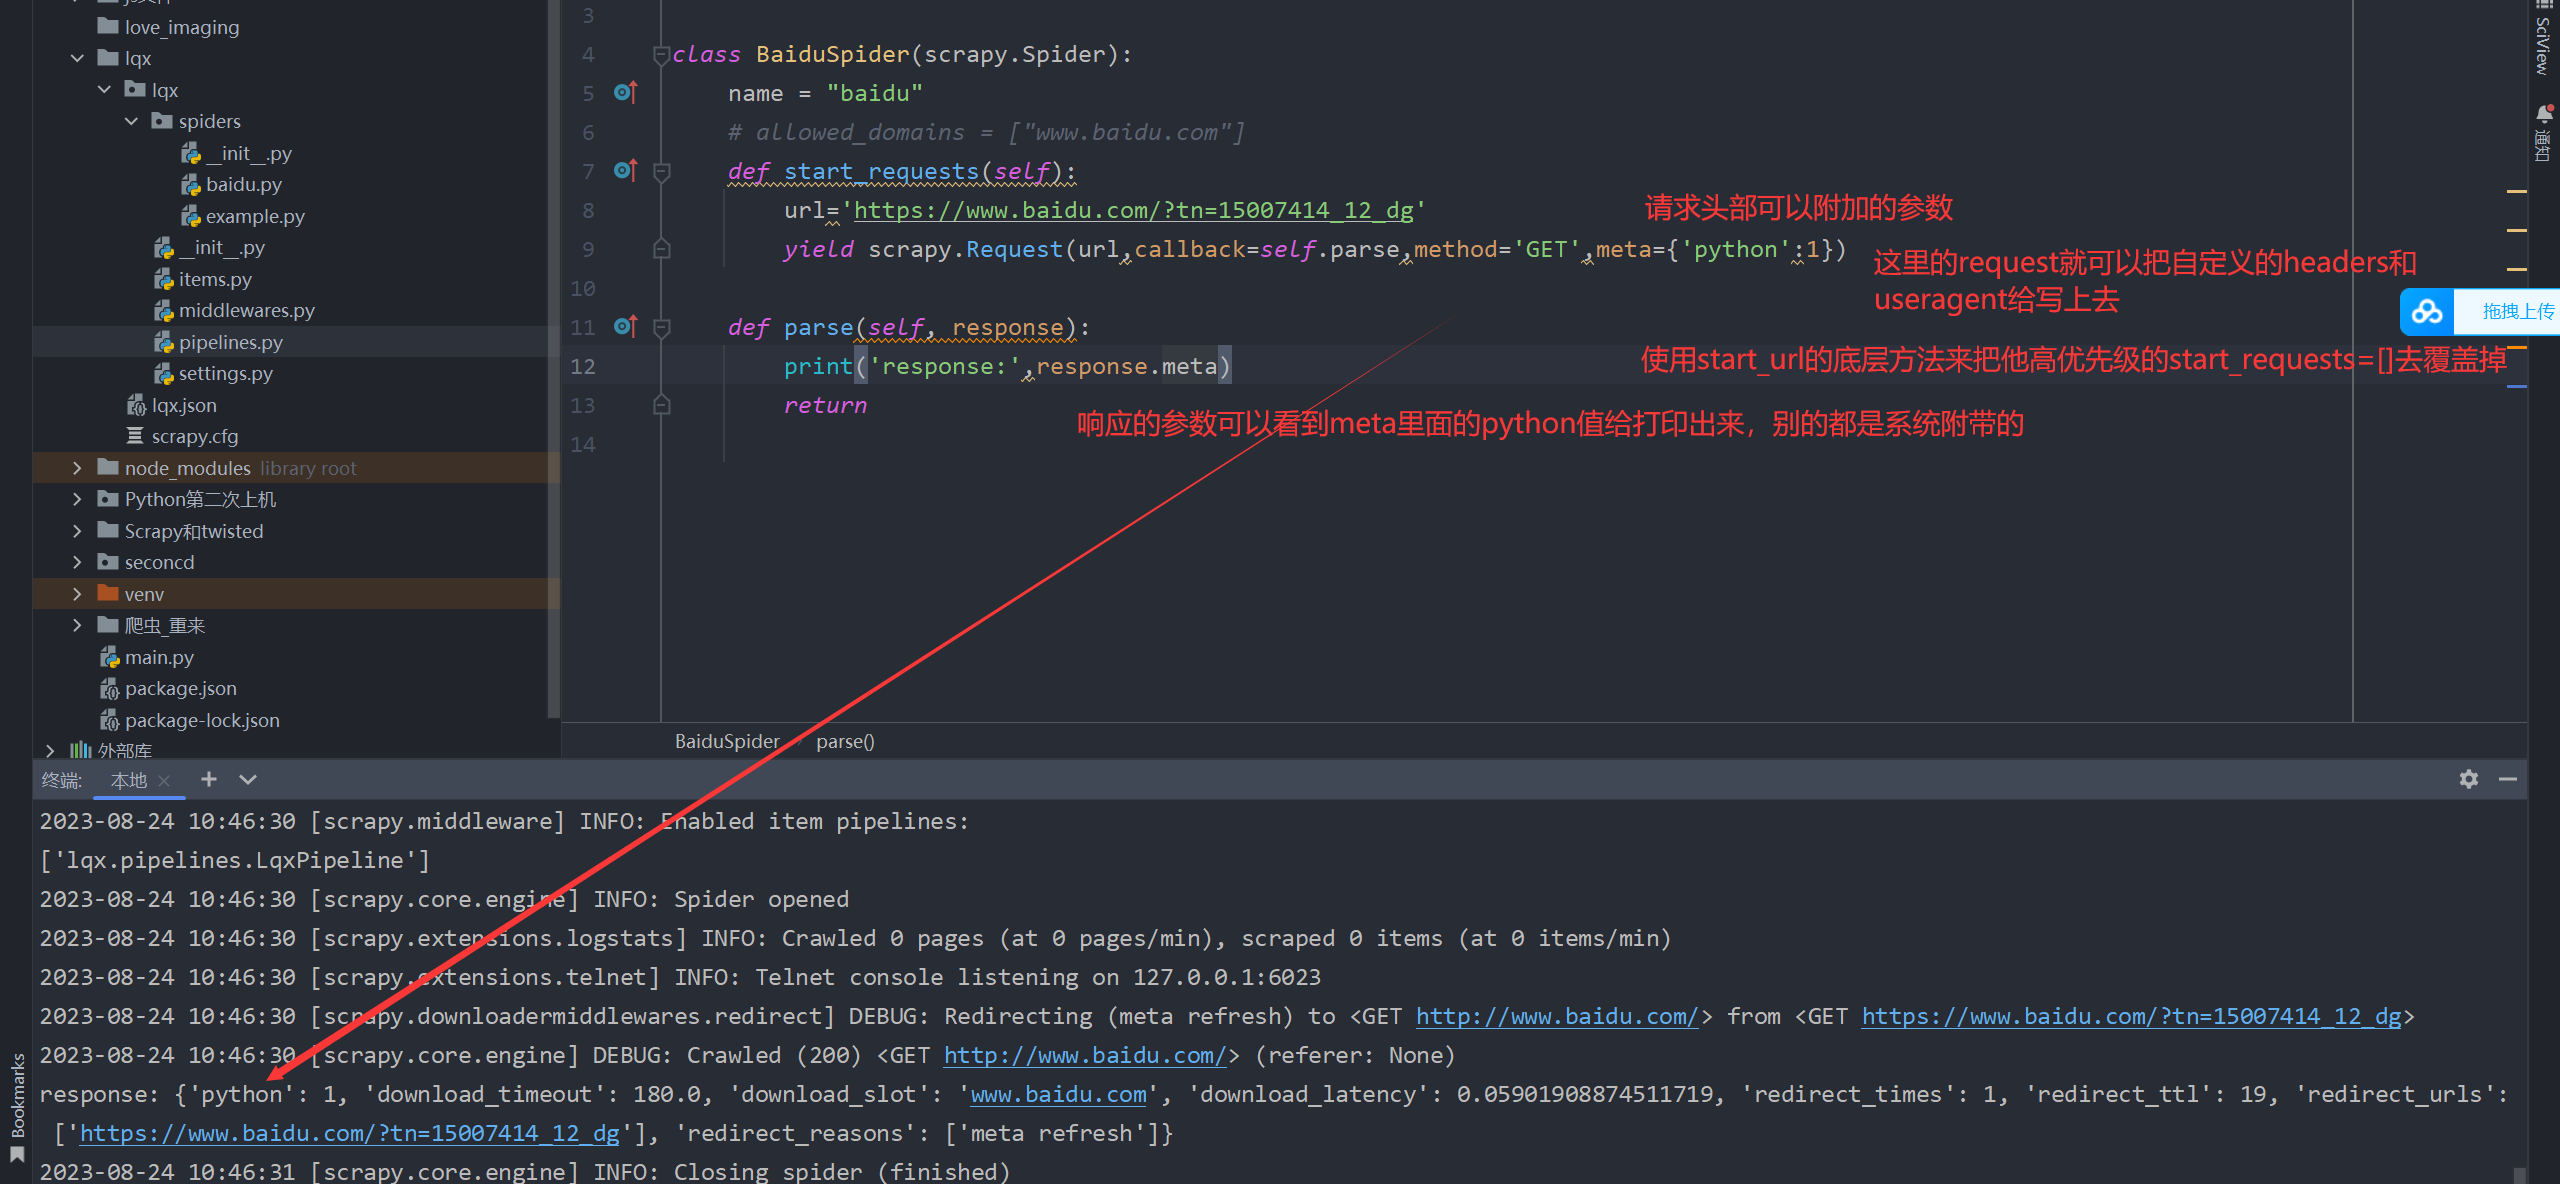 love_imaging
lqx
lqx
spiders
__init__.py
baidu.py
example.py
__init__.py
items.py
middlewares.py
pipelines.py
settings.py
lqx.json
scrapy.cfg
node_modules library root
Python第二次上机
Scrapy和twisted
seconcd
venv
爬虫_重来
main.py
package.json
package-lock.json
外部库
3
4 class BaiduSpider(scrapy.Spider):
5 name = "baidu"
6 # allowed_domains = ["www.baidu.com"]
7 def start_requests(self):
8 url='https://www.baidu.com/?tn=15007414_12_dg'
9 yield scrapy.Request(url,callback=self.parse,method='GET',meta={'python':1})
10
11 def parse(self, response):
12 print('response:',response.meta)
13 return
14
请求头部可以附加的参数
这里的request就可以把自定义的headers和
useragent给写上去
使用start_url的底层方法来把他高优先级的start_requests=[]去覆盖掉
响应的参数可以看到meta里面的python值给打印出来，别的都是系统附带的
SciView
通知
拖拽上传
BaiduSpider parse()
终端: 本地
2023-08-24 10:46:30 [scrapy.middleware] INFO: Enabled item pipelines:
['lqx.pipelines.LqxPipeline']
2023-08-24 10:46:30 [scrapy.core.engine] INFO: Spider opened
2023-08-24 10:46:30 [scrapy.extensions.logstats] INFO: Crawled 0 pages (at 0 pages/min), scraped 0 items (at 0 items/min)
2023-08-24 10:46:30 [scrapy.extensions.telnet] INFO: Telnet console listening on 127.0.0.1:6023
2023-08-24 10:46:30 [scrapy.downloadermiddlewares.redirect] DEBUG: Redirecting (meta refresh) to <GET http://www.baidu.com/> from <GET https://www.baidu.com/?tn=15007414_12_dg>
2023-08-24 10:46:30 [scrapy.core.engine] DEBUG: Crawled (200) <GET http://www.baidu.com/> (referer: None)
response: {'python': 1, 'download_timeout': 180.0, 'download_slot': 'www.baidu.com', 'download_latency': 0.05901908874511719, 'redirect_times': 1, 'redirect_ttl': 19, 'redirect_urls':
['https://www.baidu.com/?tn=15007414_12_dg'], 'redirect_reasons': ['meta refresh']}
2023-08-24 10:46:31 [scrapy.core.engine] INFO: Closing spider (finished)
Bookmarks